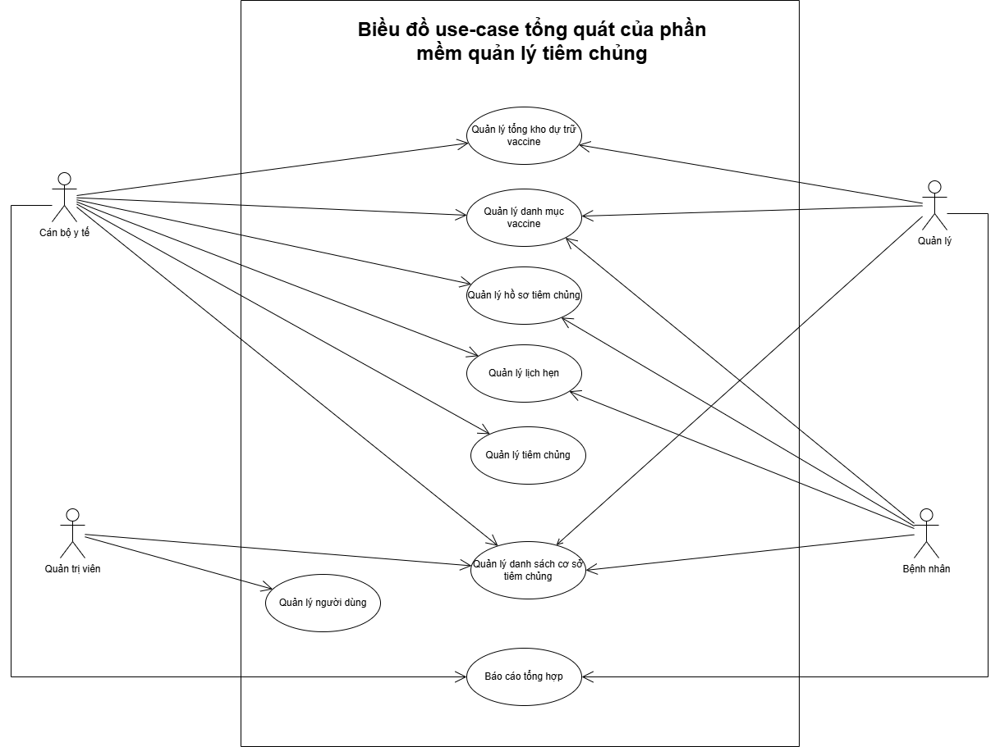 Biều đồ use-case tổng quát của phần
mềm quản lý tiêm chủng
Quản lý tổng kho dự trữ
vaccine
Quản lý danh mục
vaccine
Cán bộ y tế
Quản lý
Quản lý hồ sơ tiêm chủng
Quản lý lịch hẹn
Quản lý tiêm chủng
Quản trị viên
Quản lý danh sách cơ sở
tiêm chủng
Bệnh nhân
Quản lý người dùng
Báo cáo tổng hợp